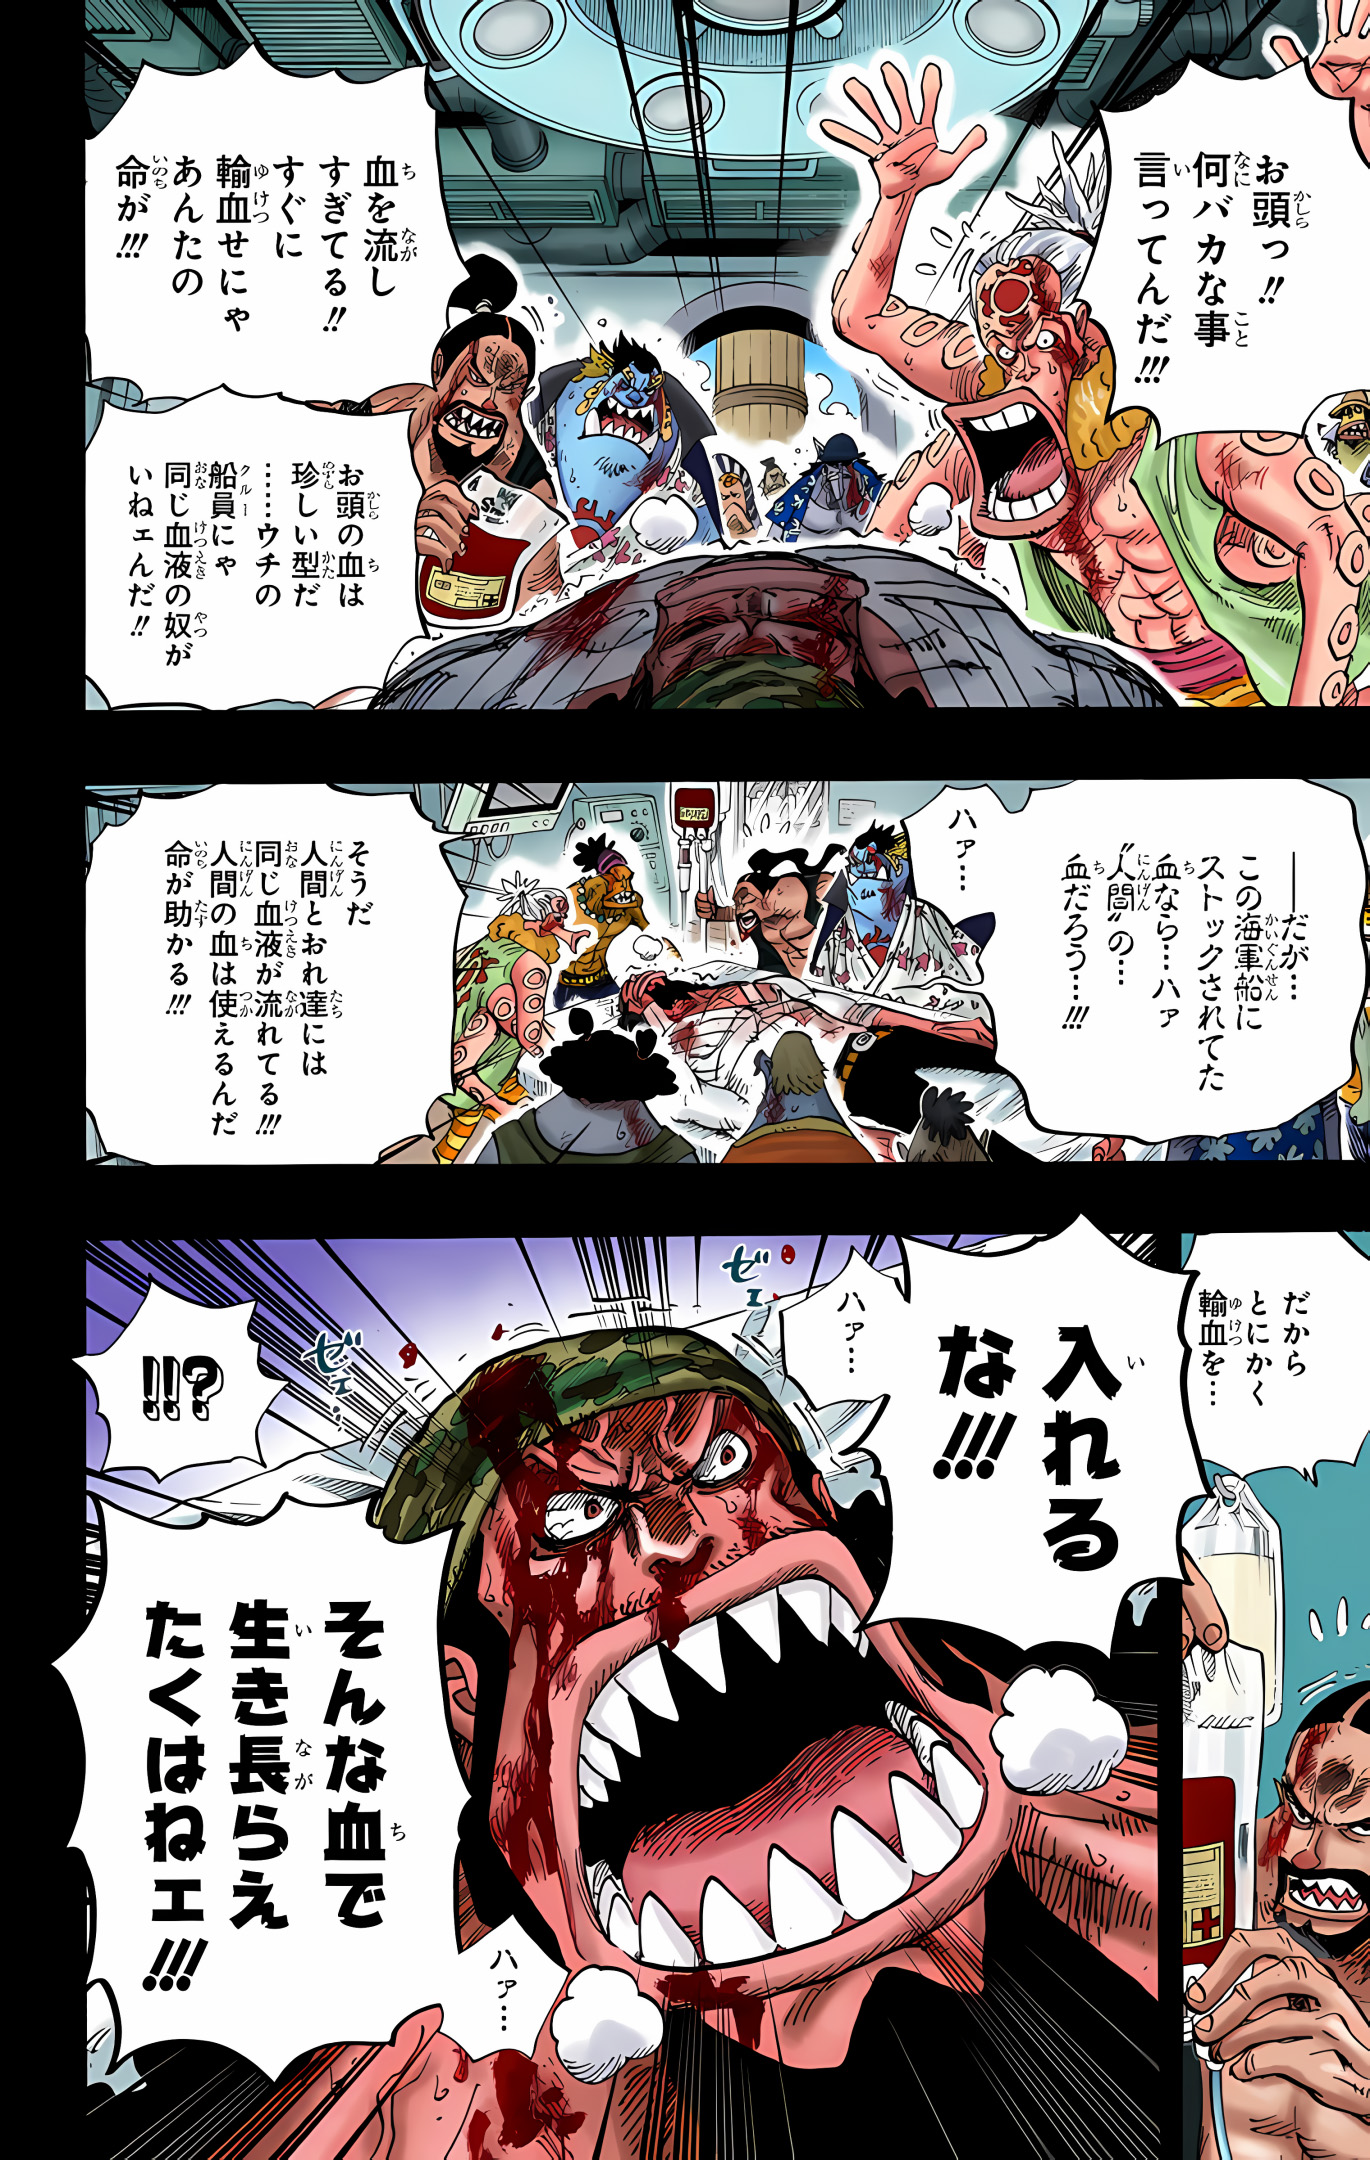 お頭っ!!
何バカな事
言ってんだ!!!
血を流し
すぎてる!!
すぐに
輸血せにゃ
あんたの
命が!!!
お頭の血は
珍しい型だ
……ウチの
船員にゃ
同じ血液の奴が
いねェんだ!!
──だが…
この海軍船に
ストックされてた
血なら…ハァ
〝人間〟の…
血だろう…!!!
ハァ…
そうだ
人間とおれ達には
同じ血液が流れてる!!!
人間の血は使えるんだ
命が助かる!!!
だから
とにかく
輸血を…
入れる
な!!!
ハァ…
ゼェ…
ゼェ…
!!?
そんな血で
生き長らえ
たくはねェ!!!
ハァ…